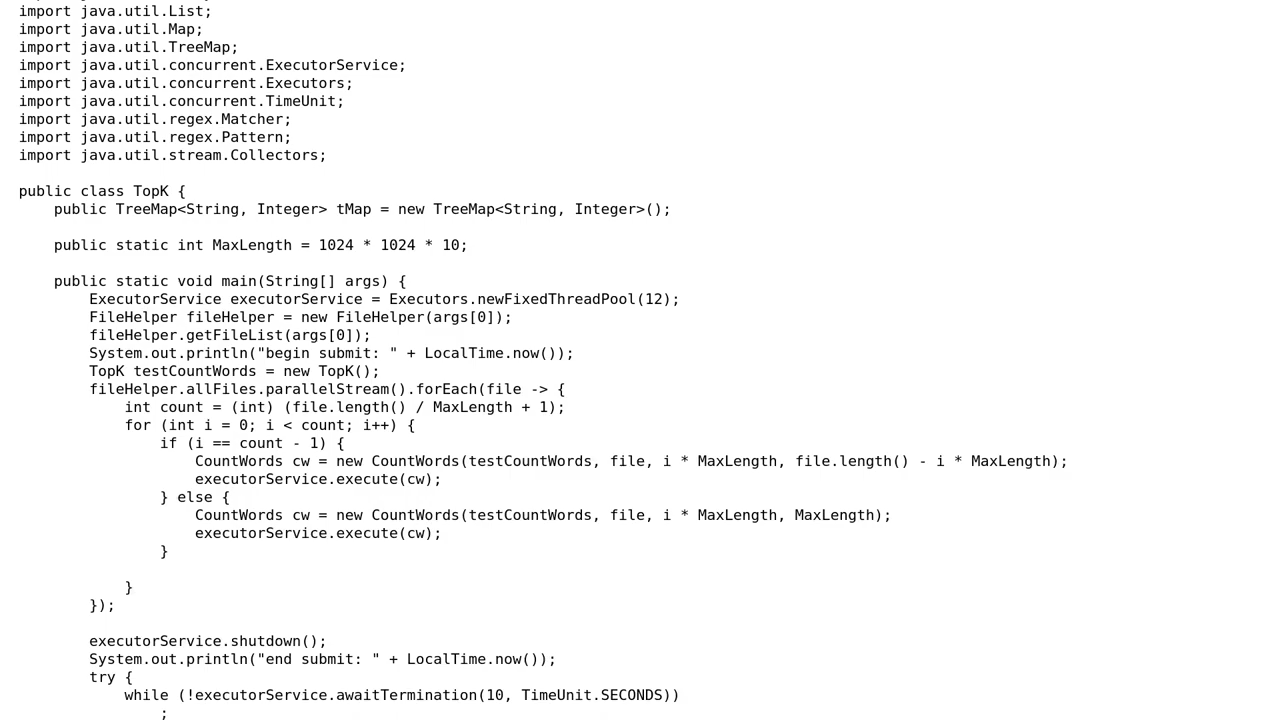 import java.util.List;
import java.util.Map;
import java.util.TreeMap;
import java.util.concurrent.ExecutorService;
import java.util.concurrent.Executors;
import java.util.concurrent.TimeUnit;
import java.util.regex.Matcher;
import java.util.regex.Pattern;
import java.util.stream.Collectors;

public class TopK {
    public TreeMap<String, Integer> tMap = new TreeMap<String, Integer>();

    public static int MaxLength = 1024 * 1024 * 10;

    public static void main(String[] args) {
        ExecutorService executorService = Executors.newFixedThreadPool(12);
        FileHelper fileHelper = new FileHelper(args[0]);
        fileHelper.getFileList(args[0]);
        System.out.println("begin submit: " + LocalTime.now());
        TopK testCountWords = new TopK();
        fileHelper.allFiles.parallelStream().forEach(file -> {
            int count = (int) (file.length() / MaxLength + 1);
            for (int i = 0; i < count; i++) {
                if (i == count - 1) {
                    CountWords cw = new CountWords(testCountWords, file, i * MaxLength, file.length() - i * MaxLength);
                    executorService.execute(cw);
                } else {
                    CountWords cw = new CountWords(testCountWords, file, i * MaxLength, MaxLength);
                    executorService.execute(cw);
                }

            }
        });

        executorService.shutdown();
        System.out.println("end submit: " + LocalTime.now());
        try {
            while (!executorService.awaitTermination(10, TimeUnit.SECONDS))
                ;